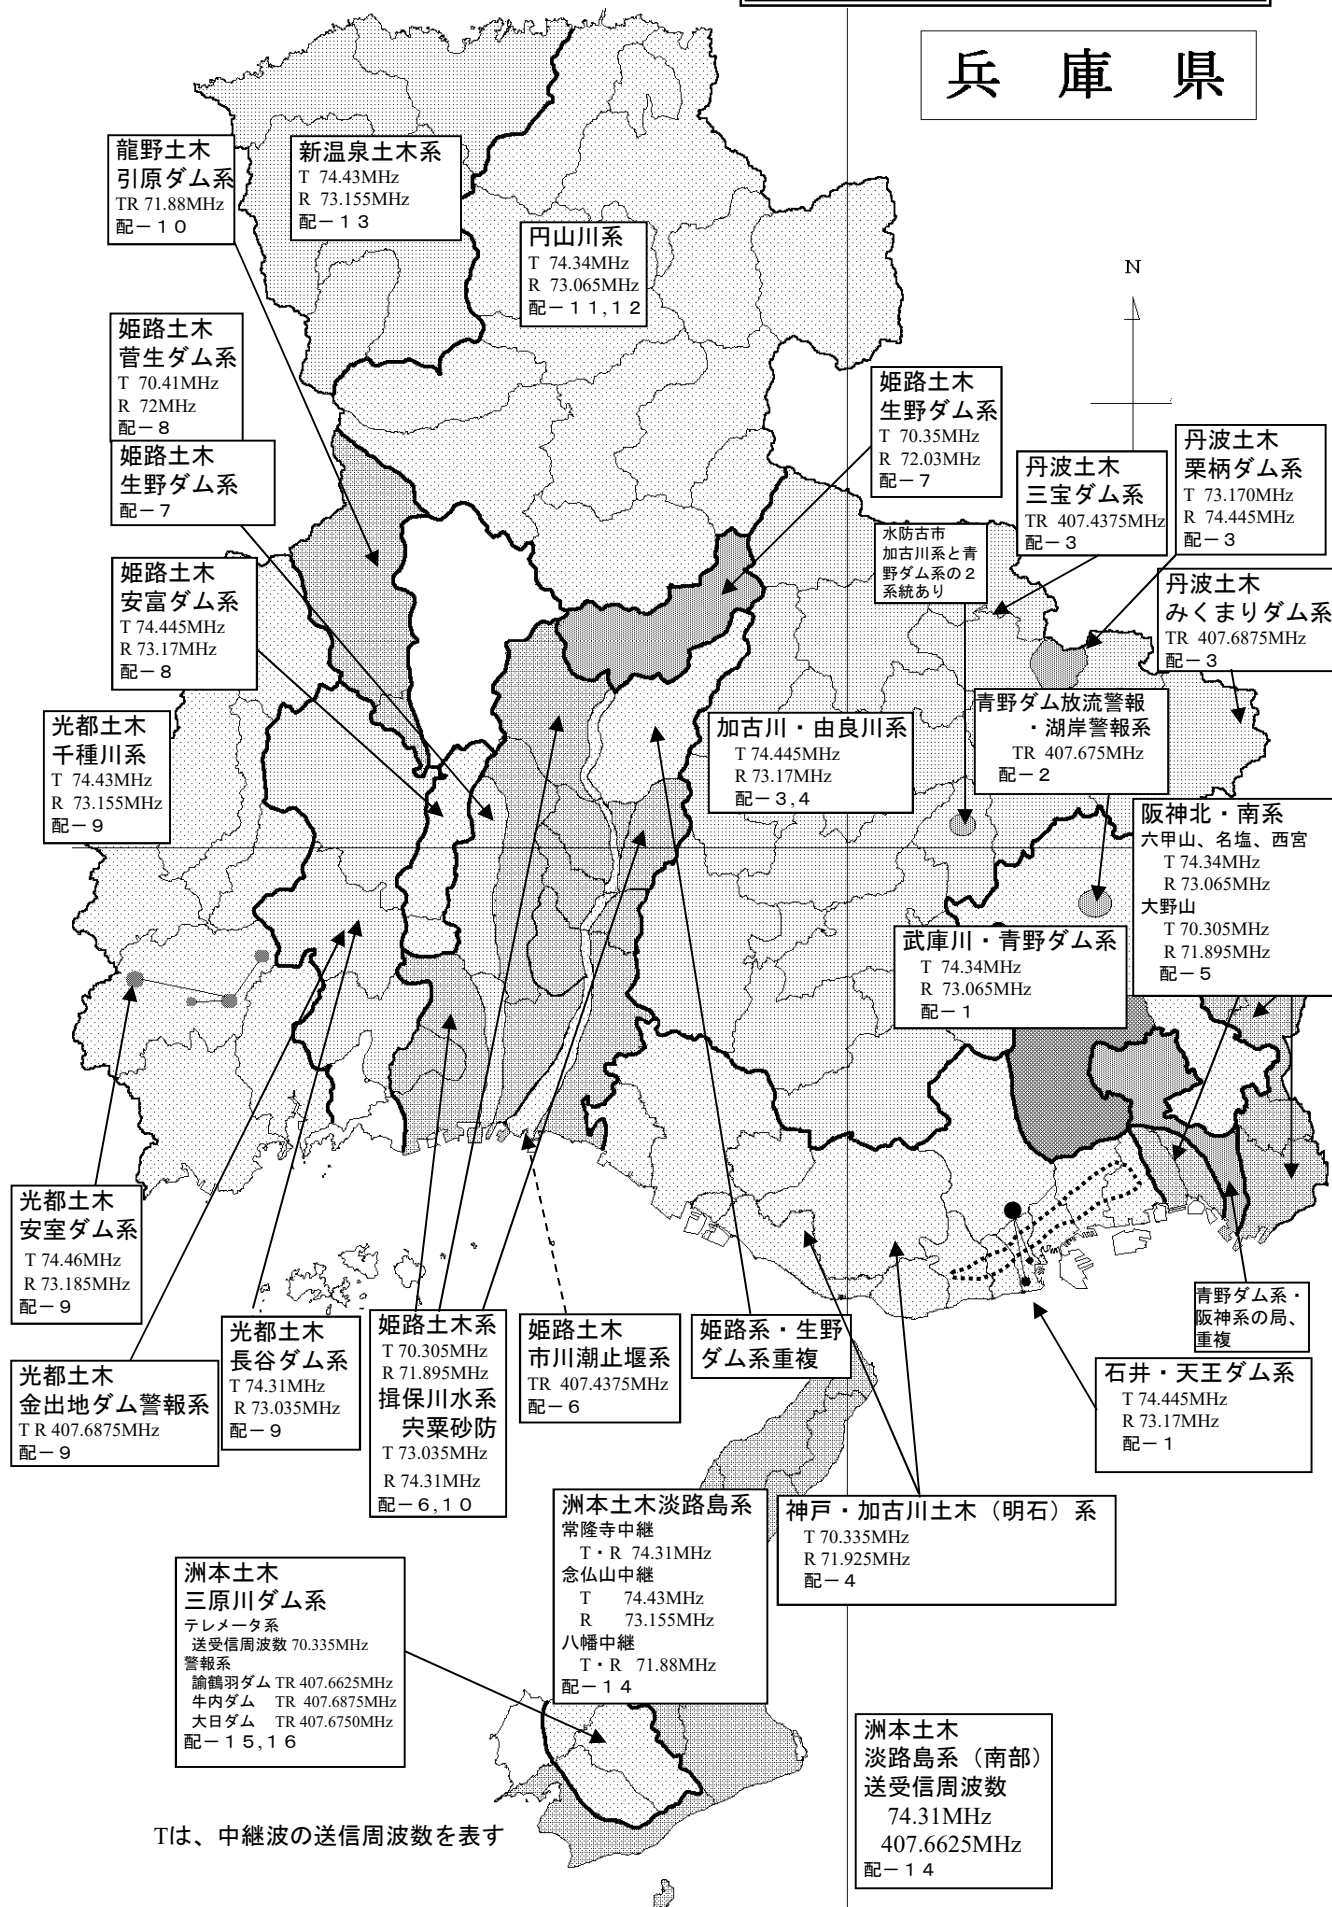 兵 庫 県
龍野土木
引原ダム系
TR 71.88MHz
配－１０
新温泉土木系
T 74.43MHz
R 73.155MHz
配－１３
円山川系
T 74.34MHz
R 73.065MHz
配－１１,１２
N
姫路土木
菅生ダム系
T 70.41MHz
R 72MHz
配－８
姫路土木
生野ダム系
配－７
姫路土木
生野ダム系
T 70.35MHz
R 72.03MHz
配－７
丹波土木
三宝ダム系
TR 407.4375MHz
配－３
丹波土木
栗柄ダム系
T 73.170MHz
R 74.445MHz
配－３
水防古市
加古川系と青
野ダム系の２
系統あり
丹波土木
みくまりダム系
TR 407.6875MHz
配－３
姫路土木
安富ダム系
T 74.445MHz
R 73.17MHz
配－８
光都土木
千種川系
T 74.43MHz
R 73.155MHz
配－９
加古川・由良川系
T 74.445MHz
R 73.17MHz
配－３,４
青野ダム放流警報
・湖岸警報系
TR 407.675MHz
配－２
阪神北・南系
六甲山、名塩、西宮
T 74.34MHz
R 73.065MHz
大野山
T 70.305MHz
R 71.895MHz
配－５
武庫川・青野ダム系
T 74.34MHz
R 73.065MHz
配－１
光都土木
安室ダム系
T 74.46MHz
R 73.185MHz
配－９
光都土木
金出地ダム警報系
T R 407.6875MHz
配－９
光都土木
長谷ダム系
T 74.31MHz
R 73.035MHz
配－９
姫路土木系
T 70.305MHz
R 71.895MHz
揖保川水系
宍粟砂防
T 73.035MHz
R 74.31MHz
配－６,１０
姫路土木
市川潮止堰系
TR 407.4375MHz
配－６
姫路系・生野
ダム系重複
青野ダム系・
阪神系の局、
重複
石井・天王ダム系
T 74.445MHz
R 73.17MHz
配－１
洲本土木淡路島系
常隆寺中継
T・R 74.31MHz
念仏山中継
T 74.43MHz
R 73.155MHz
八幡中継
T・R 71.88MHz
配－１４
神戸・加古川土木（明石）系
T 70.335MHz
R 71.925MHz
配－４
洲本土木
三原川ダム系
テレメータ系
送受信周波数 70.335MHz
警報系
諭鶴羽ダム TR 407.6625MHz
牛内ダム TR 407.6875MHz
大日ダム TR 407.6750MHz
配－１５,１６
洲本土木
淡路島系（南部）
送受信周波数
74.31MHz
407.6625MHz
配－１４
Tは、中継波の送信周波数を表す